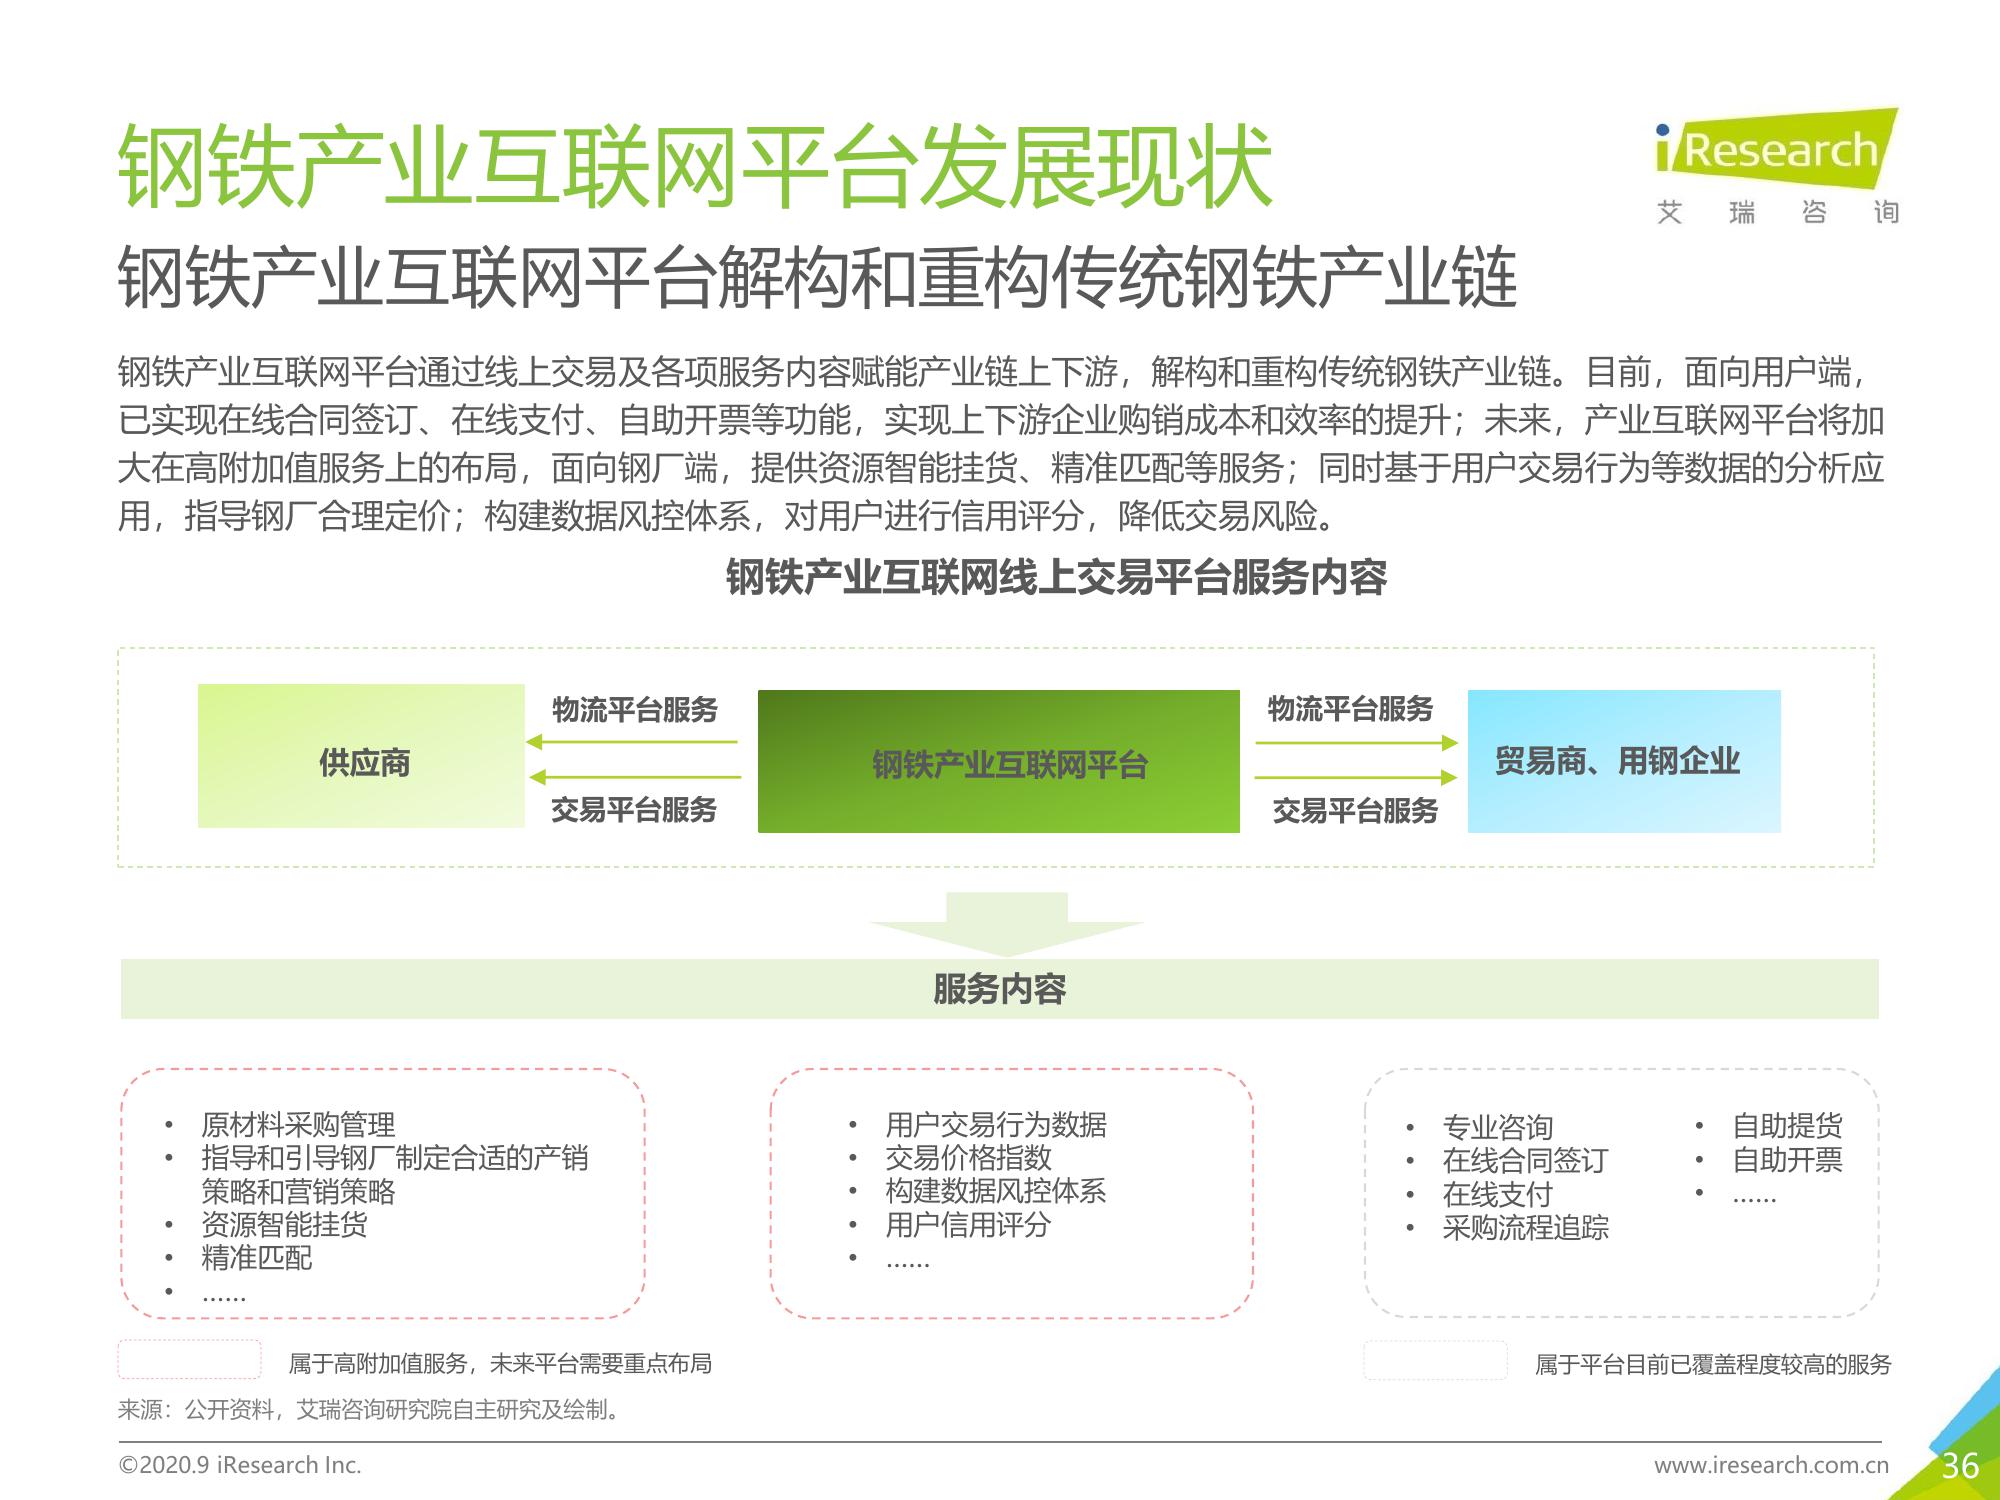 钢铁产业互联网平台发展现状
iResearch
艾瑞咨询
钢铁产业互联网平台解构和重构传统钢铁产业链
钢铁产业互联网平台通过线上交易及各项服务内容赋能产业链上下游，解构和重构传统钢铁产业链。目前，面向用户端，
已实现在线合同签订、在线支付、自助开票等功能，实现上下游企业购销成本和效率的提升；未来，产业互联网平台将加
大在高附加值服务上的布局，面向钢厂端，提供资源智能挂货、精准匹配等服务；同时基于用户交易行为等数据的分析应
用，指导钢厂合理定价；构建数据风控体系，对用户进行信用评分，降低交易风险。
钢铁产业互联网线上交易平台服务内容
供应商
物流平台服务
交易平台服务
钢铁产业互联网平台
物流平台服务
交易平台服务
贸易商、用钢企业
服务内容
• 原材料采购管理
• 指导和引导钢厂制定合适的产销
策略和营销策略
• 资源智能挂货
• 精准匹配
• ……
• 用户交易行为数据
• 交易价格指数
• 构建数据风控体系
• 用户信用评分
• ……
• 专业咨询
• 在线合同签订
• 在线支付
• 采购流程追踪
• 自助提货
• 自助开票
• ……
属于高附加值服务，未来平台需要重点布局
属于平台目前已覆盖程度较高的服务
来源：公开资料，艾瑞咨询研究院自主研究及绘制。
©2020.9 iResearch Inc.
www.iresearch.com.cn
36